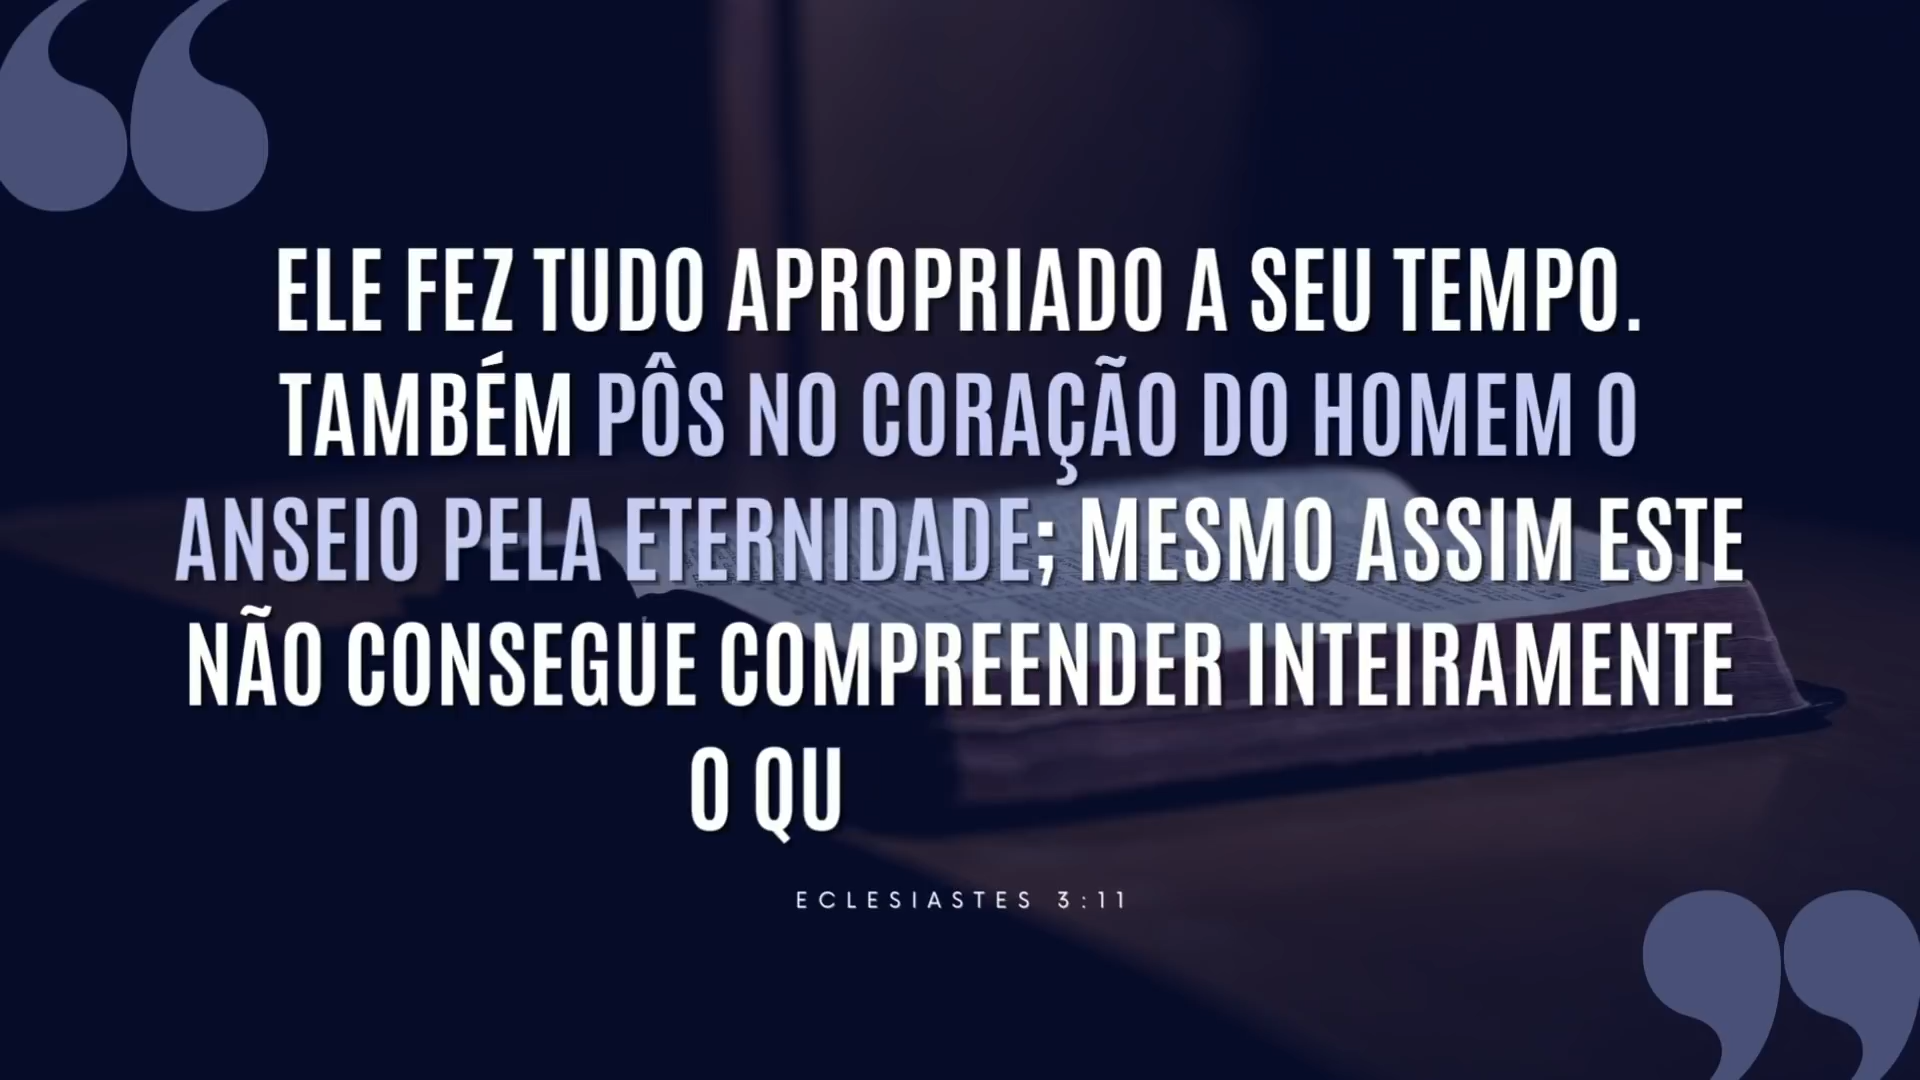 ELE FEZ TUDO APROPRIADO A SEU TEMPO.
TAMBÉM PÔS NO CORAÇÃO DO HOMEM O
ANSEIO PELA ETERNIDADE; MESMO ASSIM ESTE
NÃO CONSEGUE COMPREENDER INTEIRAMENTE
O QU
ECLESIASTES 3:11